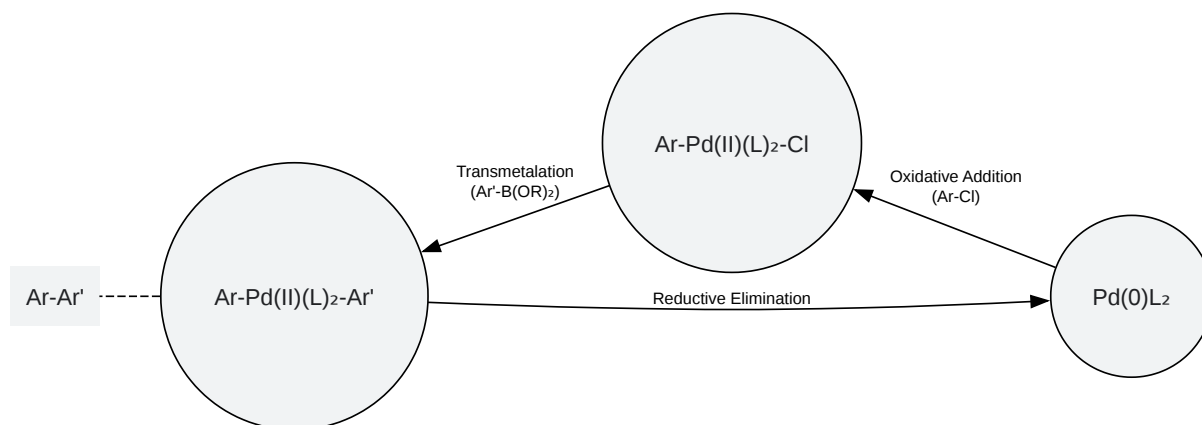 Ar-Pd(II)(L)₂-Cl
Transmetalation
(Ar'-B(OR)₂)
Oxidative Addition
(Ar-Cl)
Ar-Ar'
Ar-Pd(II)(L)₂-Ar'
Reductive Elimination
Pd(0)L₂